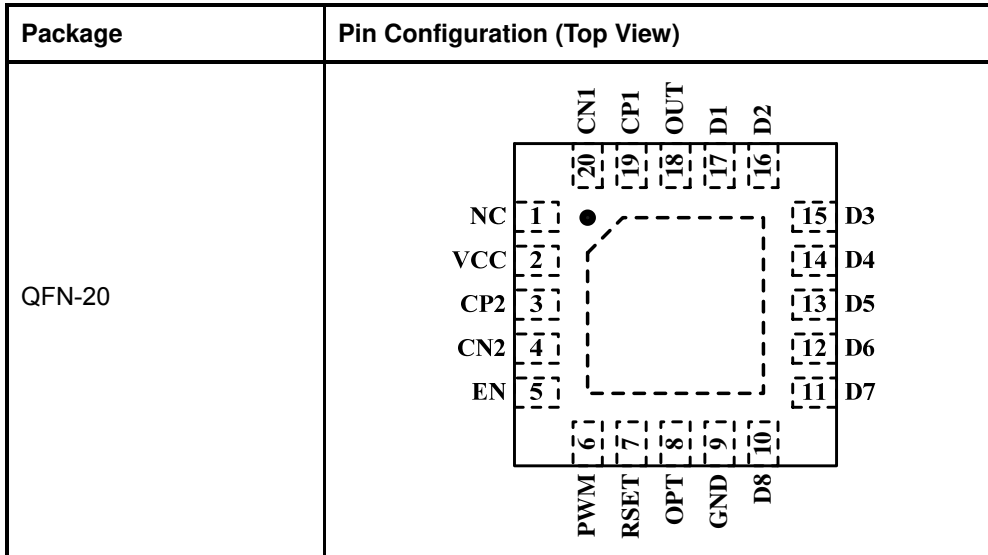 Package
Pin Configuration (Top View)
QFN-20
CN1 CP1 OUT D1 D2
20 19 18 17 16
NC 1 15 D3
VCC 2 14 D4
CP2 3 13 D5
CN2 4 12 D6
EN 5 11 D7
6 7 8 9 10
PWM RSET OPT GND D8